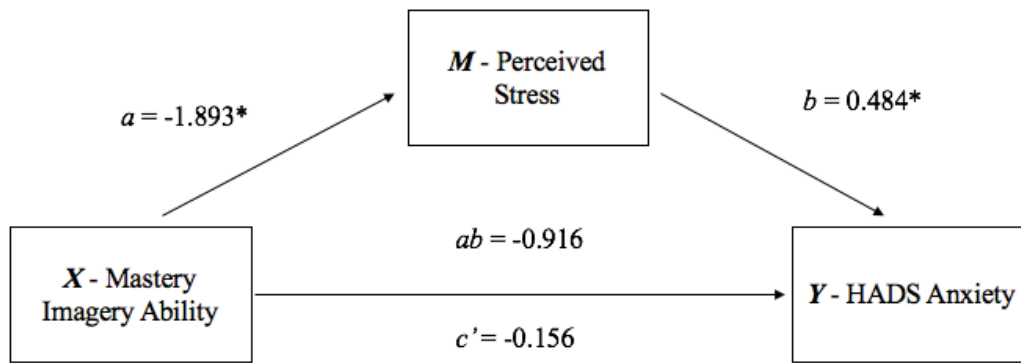 M - Perceived
Stress
a = -1.893*
b = 0.484*
ab = -0.916
X - Mastery
Imagery Ability
Y - HADS Anxiety
c’ = -0.156